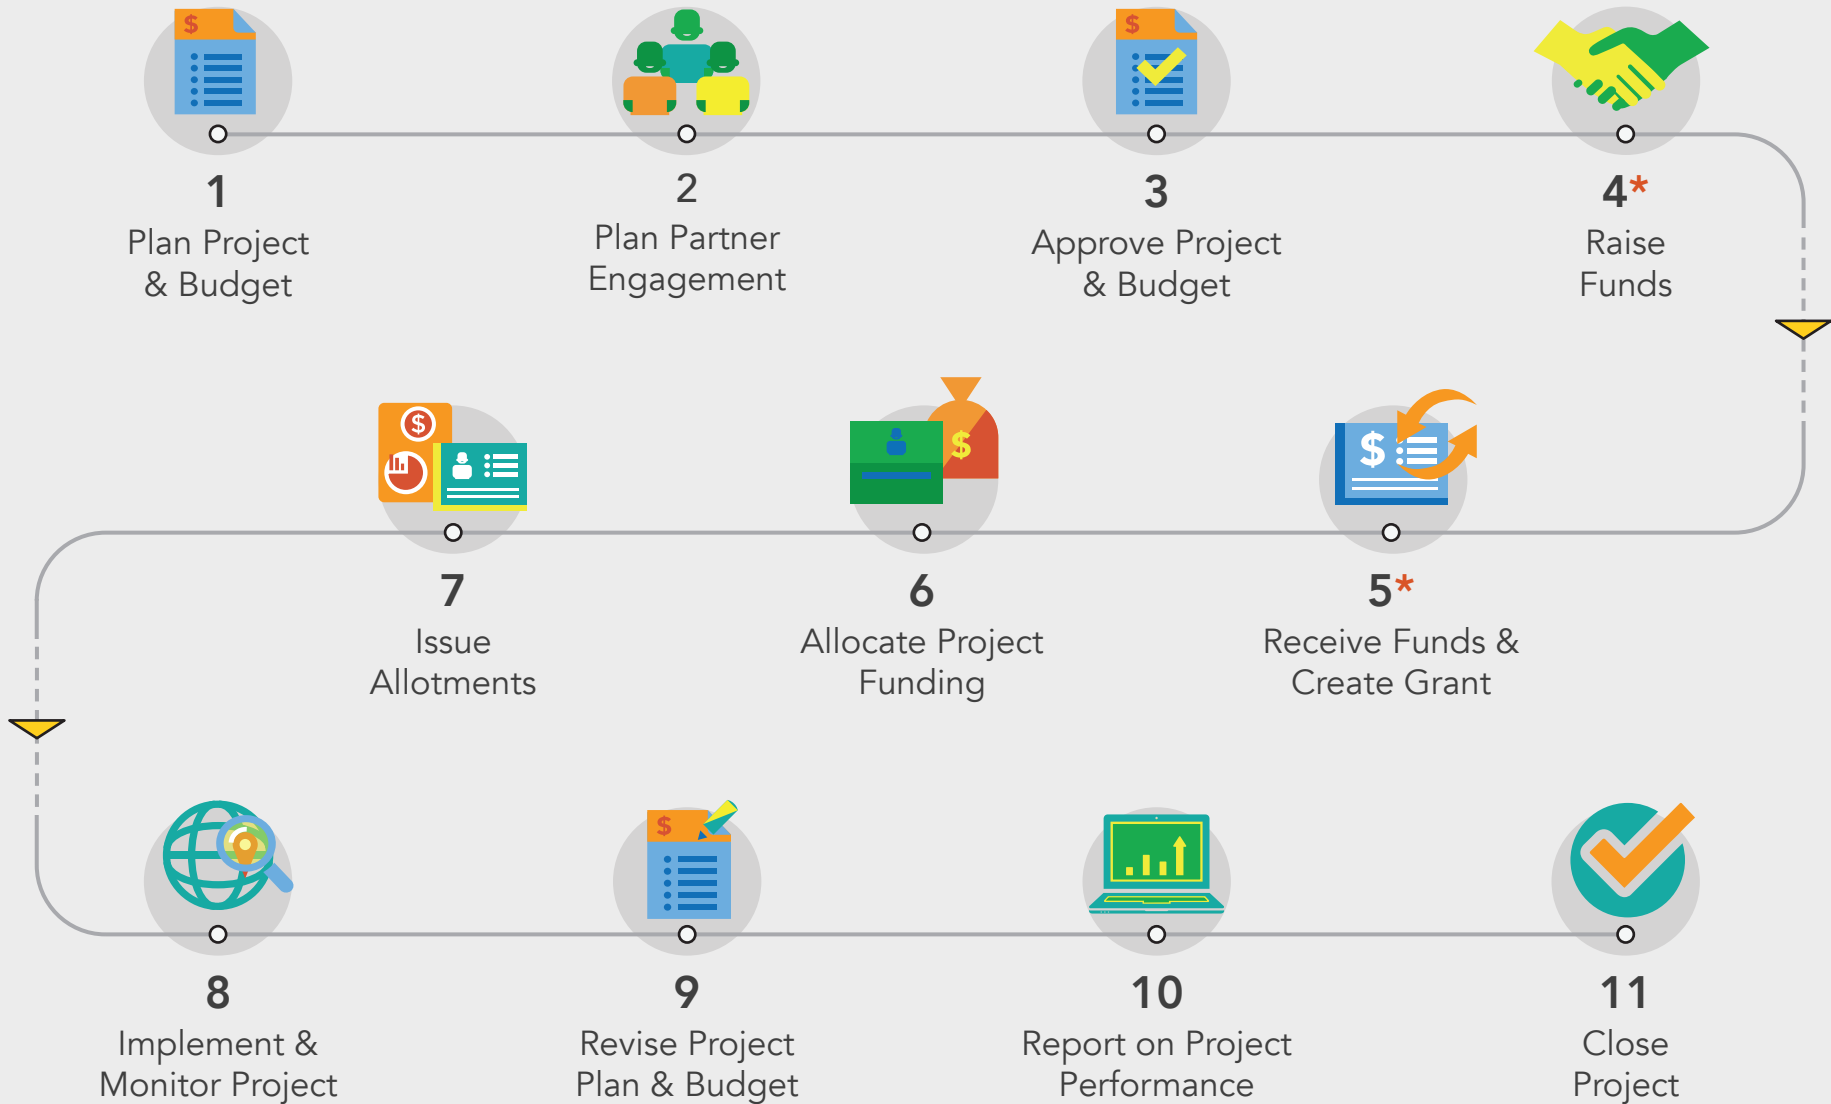 $
1
Plan Project
& Budget
2
Plan Partner
Engagement
$
3
Approve Project
& Budget
4*
Raise
Funds
$
5*
Receive Funds &
Create Grant
$
6
Allocate Project
Funding
$
7
Issue
Allotments
8
Implement &
Monitor Project
$
9
Revise Project
Plan & Budget
10
Report on Project
Performance
11
Close
Project